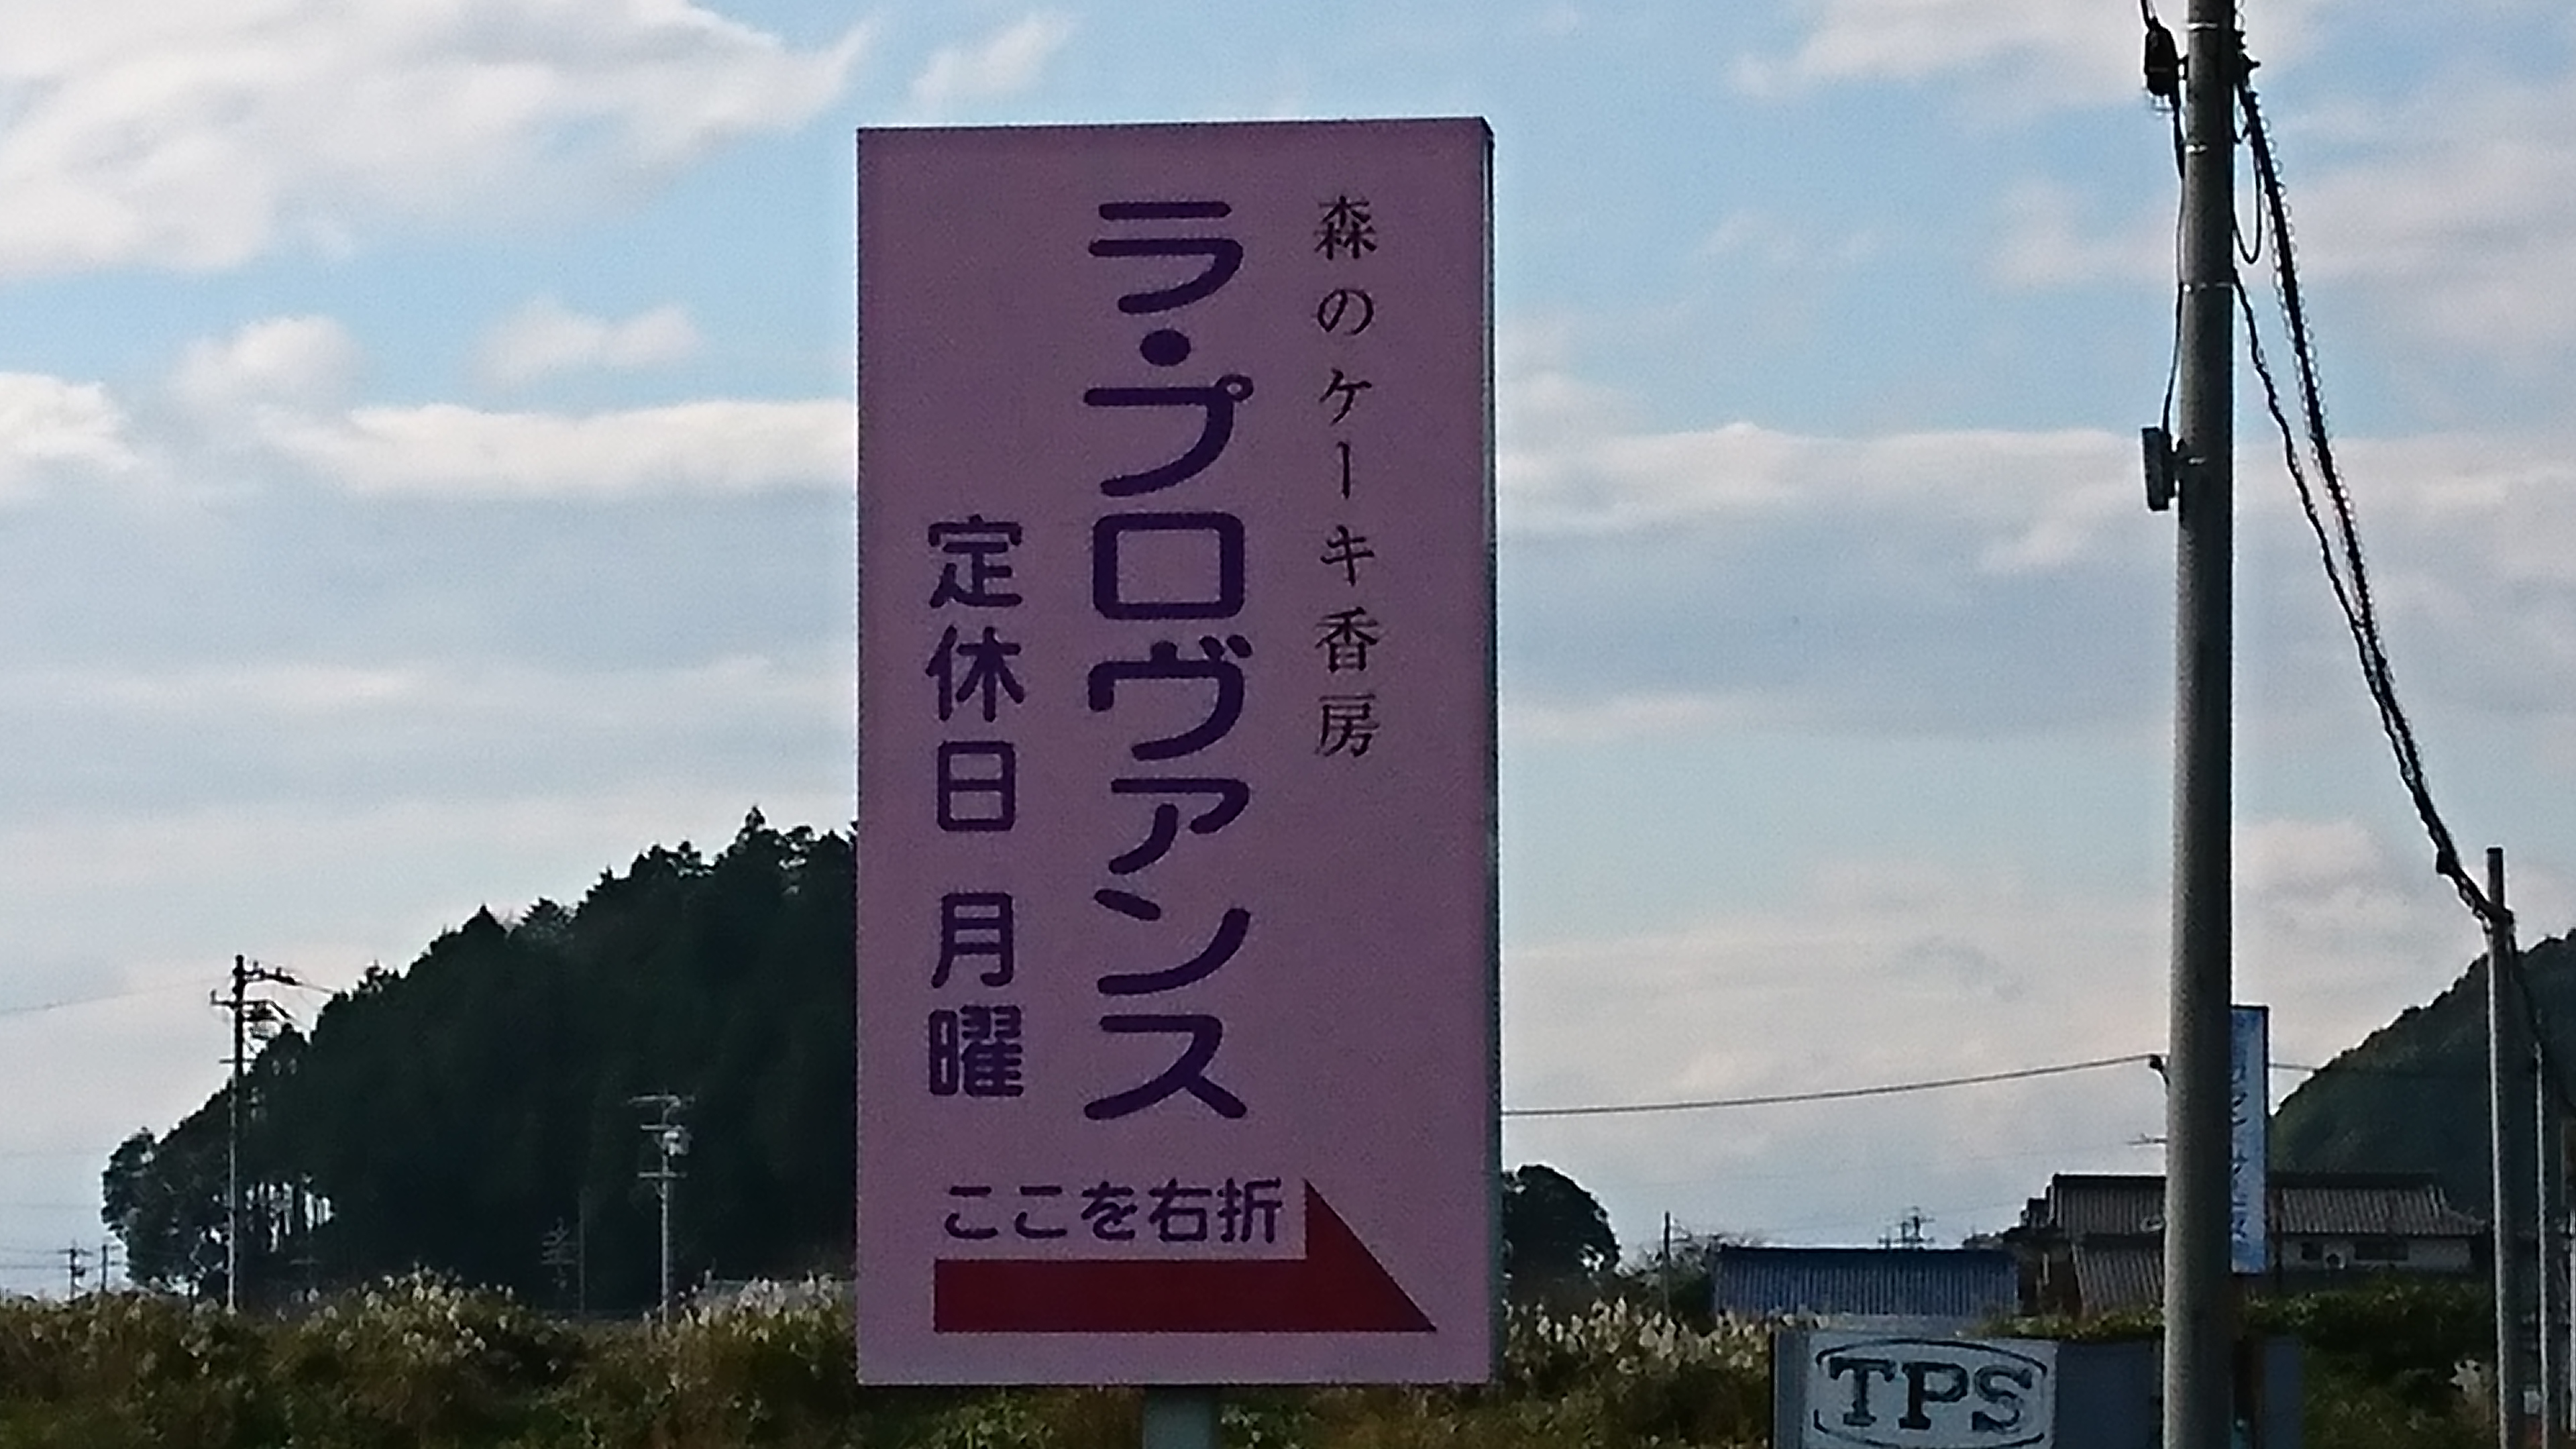 森のケーキ香房
ラ・プロヴァンス
定休日 月曜
ここを右折
TPS